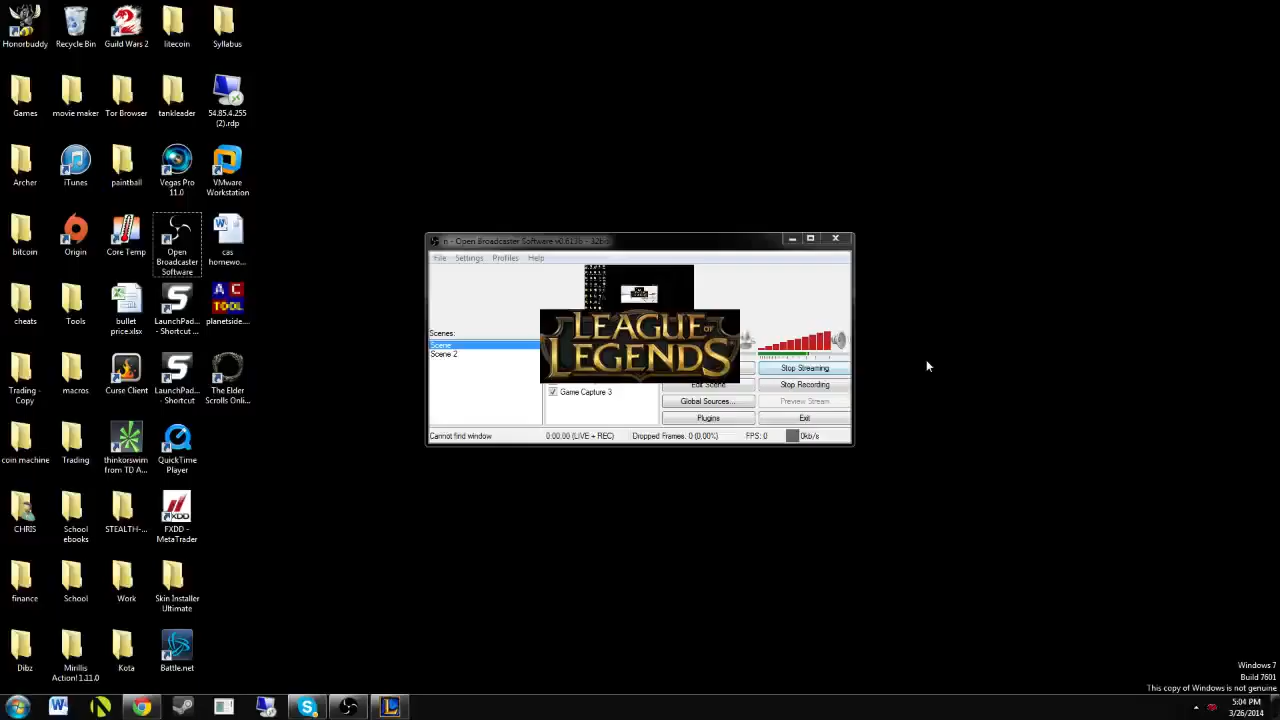 Honorbuddy
Recycle Bin
Guild Wars 2
litecoin
Syllabus
Games
movie maker
Tor Browser
tankleader
54.85.4.255
(2).rdp
Archer
iTunes
paintball
Vegas Pro
11.0
VMware
Workstation
bitcoin
Origin
Core Temp
Open
Broadcaster
Software
cas
homewo...
cheats
Tools
bullet
price.xlsx
LaunchPad...
- Shortcut ...
A C
TOOL
planetside....
Trading -
Copy
macros
Curse Client
LaunchPad...
- Shortcut
The Elder
Scrolls Onli...
coin machine
Trading
thinkorswim
from TD A...
QuickTime
Player
CHRIS
School
ebooks
STEALTH-...
XDD
FXDD -
MetaTrader
finance
School
Work
Skin Installer
Ultimate
Dibz
Mirillis
Action! 1.11.0
Kota
Battle.net
n - Open Broadcaster Software v0.613b - 32bit
File Settings Profiles Help
LEAGUE OF
LEGENDS
Scenes:
Scene
Scene 2
Game Capture 3
Stop Streaming
Edit Scene
Stop Recording
Global Sources...
Preview Stream
Plugins
Exit
Cannot find window
0:00:00 (LIVE + REC)
Dropped Frames: 0 (0.00%)
FPS: 0
0kb/s
Windows 7
Build 7601
This copy of Windows is not genuine
5:04 PM
3/26/2014